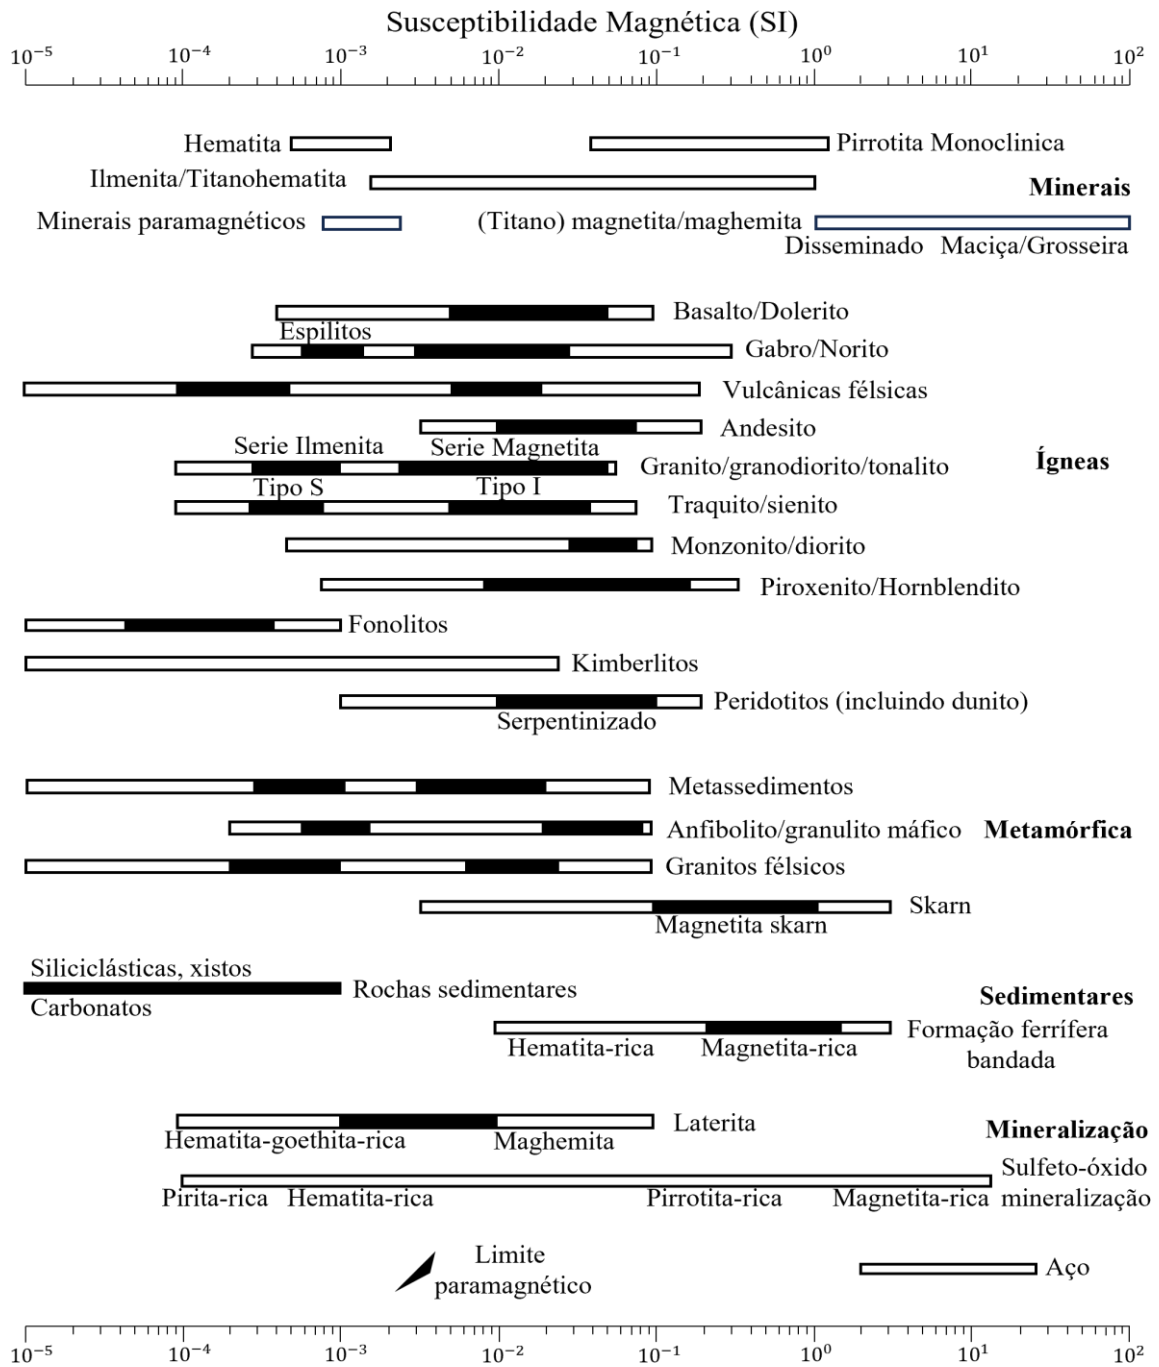 Susceptibilidade Magnética (SI)
10⁻⁵ 10⁻⁴ 10⁻³ 10⁻² 10⁻¹ 10⁰ 10¹ 10²
Hematita
Pirrotita Monoclinica
Ilmenita/Titanohematita
Minerais
Minerais paramagnéticos
(Titano) magnetita/maghemita
Disseminado Maciça/Grosseira
Basalto/Dolerito
Espilitos
Gabro/Norito
Vulcânicas félsicas
Andesito
Serie Ilmenita
Serie Magnetita
Granito/granodiorito/tonalito
Ígneas
Tipo S
Tipo I
Traquito/sienito
Monzonito/diorito
Piroxenito/Hornblendito
Fonolitos
Kimberlitos
Peridotitos (incluindo dunito)
Serpentinizado
Metassedimentos
Anfibolito/granulito máfico
Metamórfica
Granitos félsicos
Skarn
Magnetita skarn
Siliciclásticas, xistos
Rochas sedimentares
Carbonatos
Sedimentares
Formação ferrífera
bandada
Hematita-rica
Magnetita-rica
Laterita
Mineralização
Hematita-goethita-rica
Maghemita
Sulfeto-óxido
mineralização
Pirita-rica
Hematita-rica
Pirrotita-rica
Magnetita-rica
Limite
paramagnético
Aço
10⁻⁵ 10⁻⁴ 10⁻³ 10⁻² 10⁻¹ 10⁰ 10¹ 10²